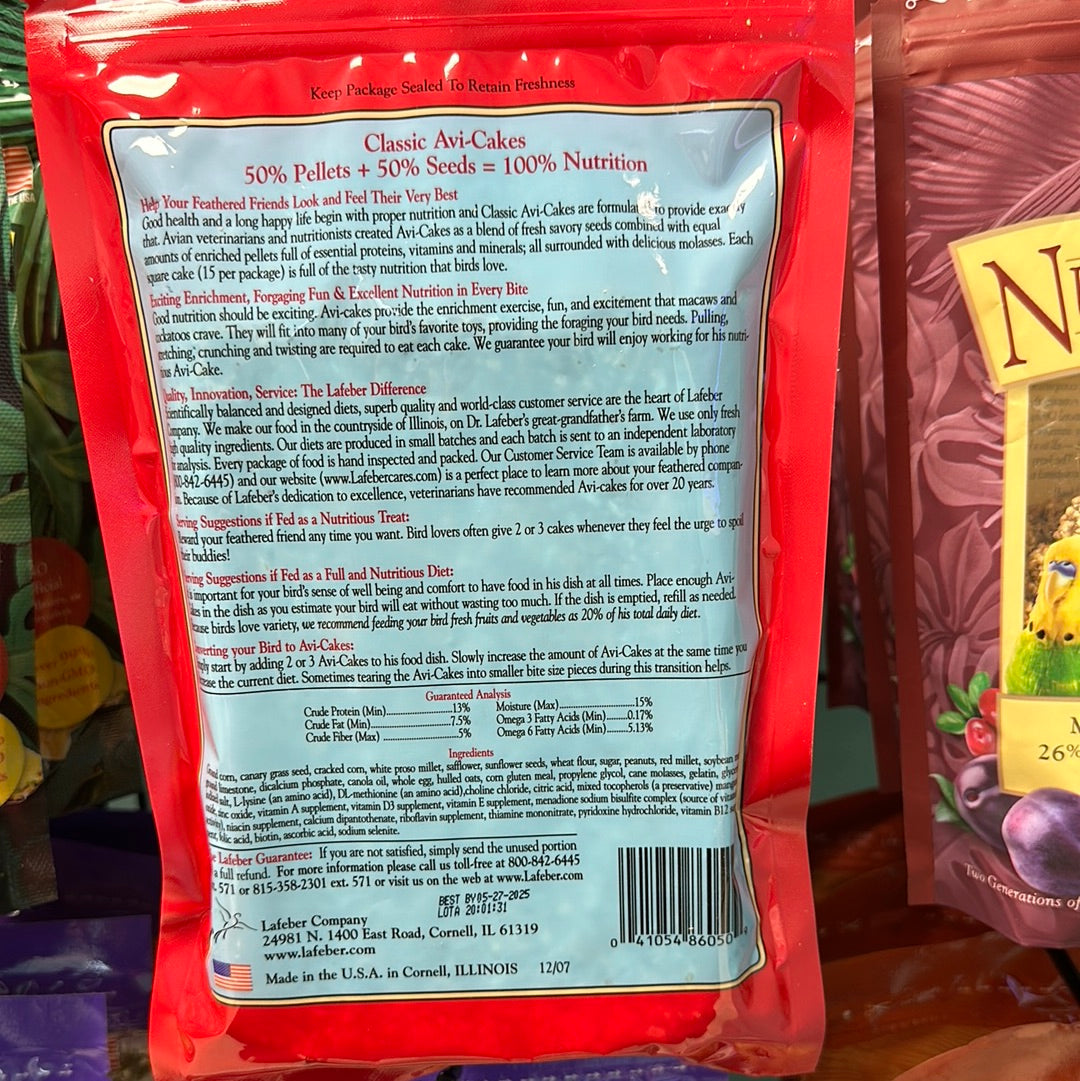 Keep Package Sealed To Retain Freshness
Classic Avi-Cakes
50% Pellets + 50% Seeds = 100% Nutrition
Help Your Feathered Friends Look and Feel Their Very Best
Good health and a long happy life begin with proper nutrition and Classic Avi-Cakes are to provide
that. Avian veterinarians and nutritionists created Avi-Cakes as a blend of fresh savory seeds combined with equal
amounts of enriched pellets full of essential proteins, vitamins and minerals; all surrounded with delicious molasses. Each
square cake (15 per package) is full of the tasty nutrition that birds love.
Exciting Enrichment, Forgaging Fun & Excellent Nutrition in Every Bite
Good nutrition should be exciting. Avi-cakes provide the enrichment exercise, fun, and excitement that macaws and
cockatoos crave. They will fit into many of your bird's favorite toys, providing the foraging your bird needs. Pulling,
crunching and twisting are required to eat each cake. We guarantee your bird will enjoy working for his nutri-
Avi-Cake.
Innovation, Service: The Lafeber Difference
balanced and designed diets, superb quality and world-class customer service are the heart of Lafeber
We make our food in the countryside of Illinois, on Dr. Lafeber's great-grandfather's farm. We use only fresh
quality ingredients. Our diets are produced in small batches and each batch is sent to an independent laboratory
analysis. Every package of food is hand inspected and packed. Our Customer Service Team is available by phone
00-842-6445) and our website (www.Lafebercares.com) is a perfect place to learn more about your feathered compan-
Because of Lafeber's dedication to excellence, veterinarians have recommended Avi-cakes for over 20 years.
Serving Suggestions if Fed as a Nutritious Treat:
your feathered friend any time you want. Bird lovers often give 2 or 3 cakes whenever they feel the urge to spoil
buddies!
Suggestions if Fed as a Full and Nutritious Diet:
important for your bird's sense of well being and comfort to have food in his dish at all times. Place enough Avi-
in the dish as you estimate your bird will eat without wasting too much. If the dish is emptied, refill as needed.
birds love variety, we recommend feeding your bird fresh fruits and vegetables as 20% of his total daily diet.
your Bird to Avi-Cakes:
start by adding 2 or 3 Avi-Cakes to his food dish. Slowly increase the amount of Avi-Cakes at the same time you
the current diet. Sometimes tearing the Avi-Cakes into smaller bite size pieces during this transition helps.
Guaranteed Analysis
Crude Protein (Min)..........13% Moisture (Max)..........15%
Crude Fat (Min)..........7.5% Omega 3 Fatty Acids (Min)..........0.17%
Crude Fiber (Max)..........5% Omega 6 Fatty Acids (Min)..........5.13%
Ingredients
corn, canary grass seed, cracked corn, white proso millet, safflower, sunflower seeds, wheat flour, sugar, peanuts, red millet, soybean
limestone, dicalcium phosphate, canola oil, whole egg, hulled oats, corn gluten meal, propylene glycol, cane molasses, gelatin,
salt, L-lysine (an amino acid), DL-methionine (an amino acid),choline chloride, citric acid, mixed tocopherols (a preservative)
zinc oxide, vitamin A supplement, vitamin D3 supplement, vitamin E supplement, menadione sodium bisulfite complex (source of
niacin supplement, calcium dipantothenate, riboflavin supplement, thiamine mononitrate, pyridoxine hydrochloride, vitamin B12
folic acid, biotin, ascorbic acid, sodium selenite.
Lafeber Guarantee: If you are not satisfied, simply send the unused portion
a full refund. For more information please call us toll-free at 800-842-6445
571 or 815-358-2301 ext. 571 or visit us on the web at www.Lafeber.com
BEST BY05-27-2025
LOTA 20:01:31
Lafeber Company
24981 N. 1400 East Road, Cornell, IL 61319
www.lafeber.com
Made in the U.S.A. in Cornell, ILLINOIS 12/07
0 41054 86050 9
26%
Two Generations of